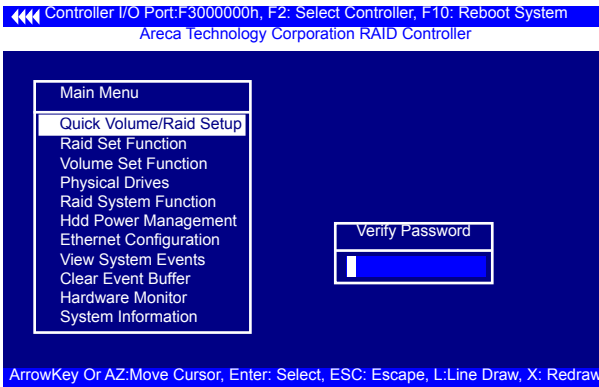 Controller I/O Port:F3000000h, F2: Select Controller, F10: Reboot System
Areca Technology Corporation RAID Controller
Main Menu
Quick Volume/Raid Setup
Raid Set Function
Volume Set Function
Physical Drives
Raid System Function
Hdd Power Management
Ethernet Configuration
View System Events
Clear Event Buffer
Hardware Monitor
System Information
Verify Password
ArrowKey Or AZ:Move Cursor, Enter: Select, ESC: Escape, L:Line Draw, X: Redraw